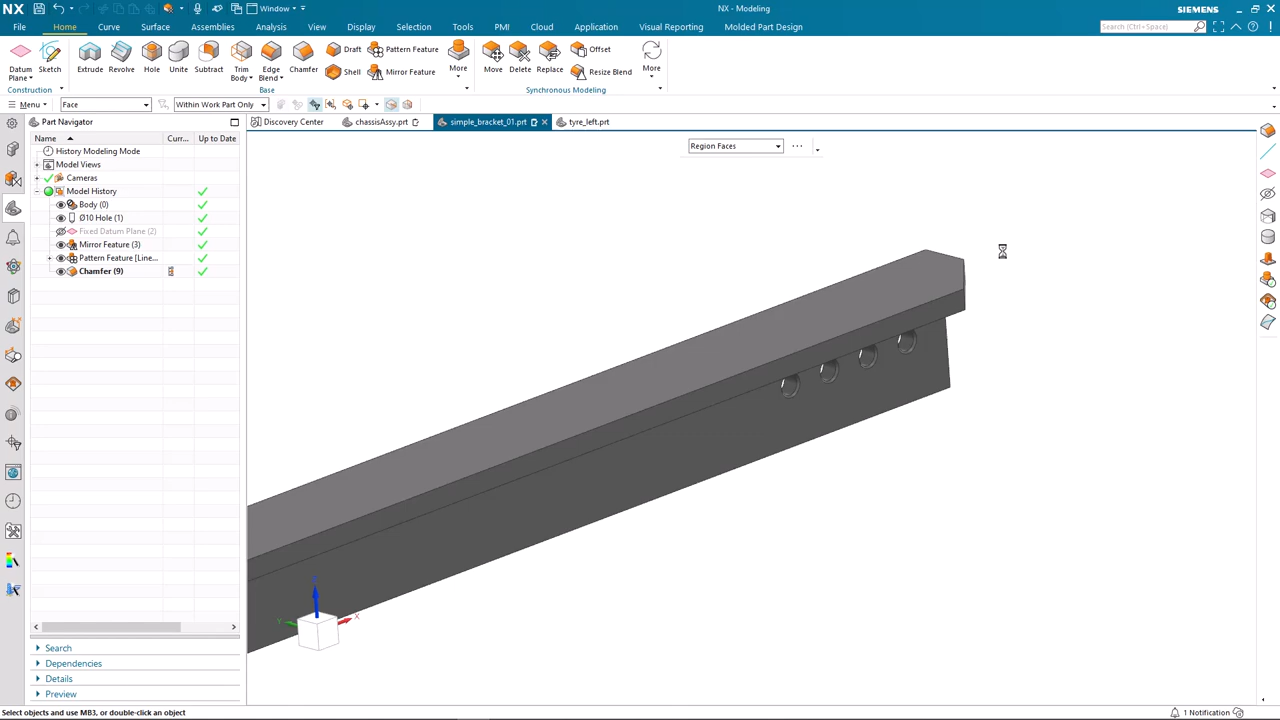 NX
Window
NX - Modeling
SIEMENS
File Home Curve Surface Assemblies Analysis View Display Selection Tools PMI Cloud Application Visual Reporting Molded Part Design
Search (Ctrl+Space)
Datum Plane
Sketch
Extrude
Revolve
Hole
Unite
Subtract
Trim Body
Edge Blend
Chamfer
Draft
Shell
Pattern Feature
Mirror Feature
More
Move
Delete
Replace
Offset
Resize Blend
More
Construction
Base
Synchronous Modeling
Menu
Face
Within Work Part Only
Part Navigator
Discovery Center
chassisAssy.prt
simple_bracket_01.prt
tyre_left.prt
Name Curr... Up to Date
Region Faces
History Modeling Mode
Model Views
Cameras
Model History
Body (0)
Ø10 Hole (1)
Fixed Datum Plane (2)
Mirror Feature (3)
Pattern Feature [Line...
Chamfer (9)
Z
Y
X
Search
Dependencies
Details
Preview
Select objects and use MB3, or double-click an object
1 Notification